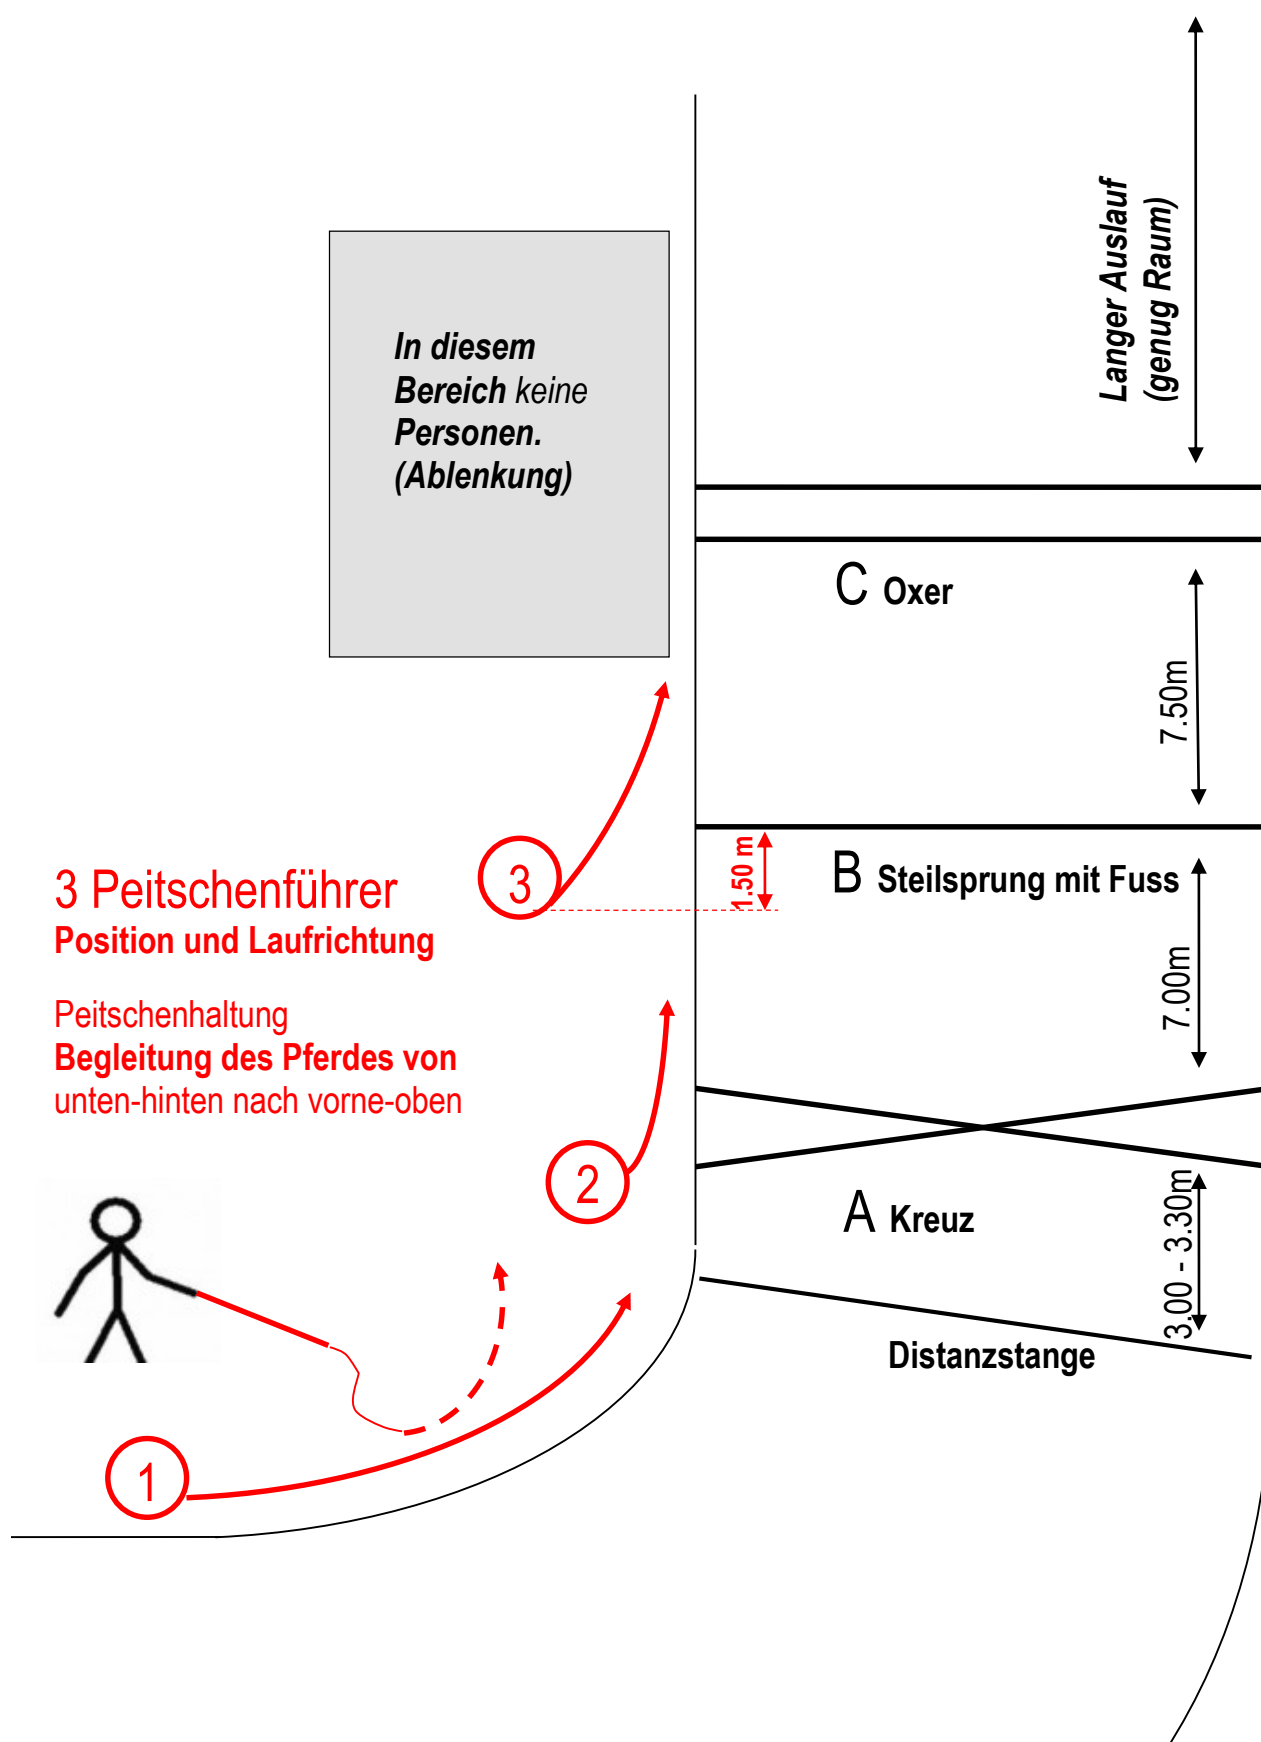 Langer Auslauf
(genug Raum)
In diesem
Bereich keine
Personen.
(Ablenkung)
C Oxer
7.50m
3
1.50 m
B Steilsprung mit Fuss
3 Peitschenführer
Position und Laufrichtung
7.00m
Peitschenhaltung
Begleitung des Pferdes von
unten-hinten nach vorne-oben
2
A Kreuz
3.00 - 3.30m
Distanzstange
1